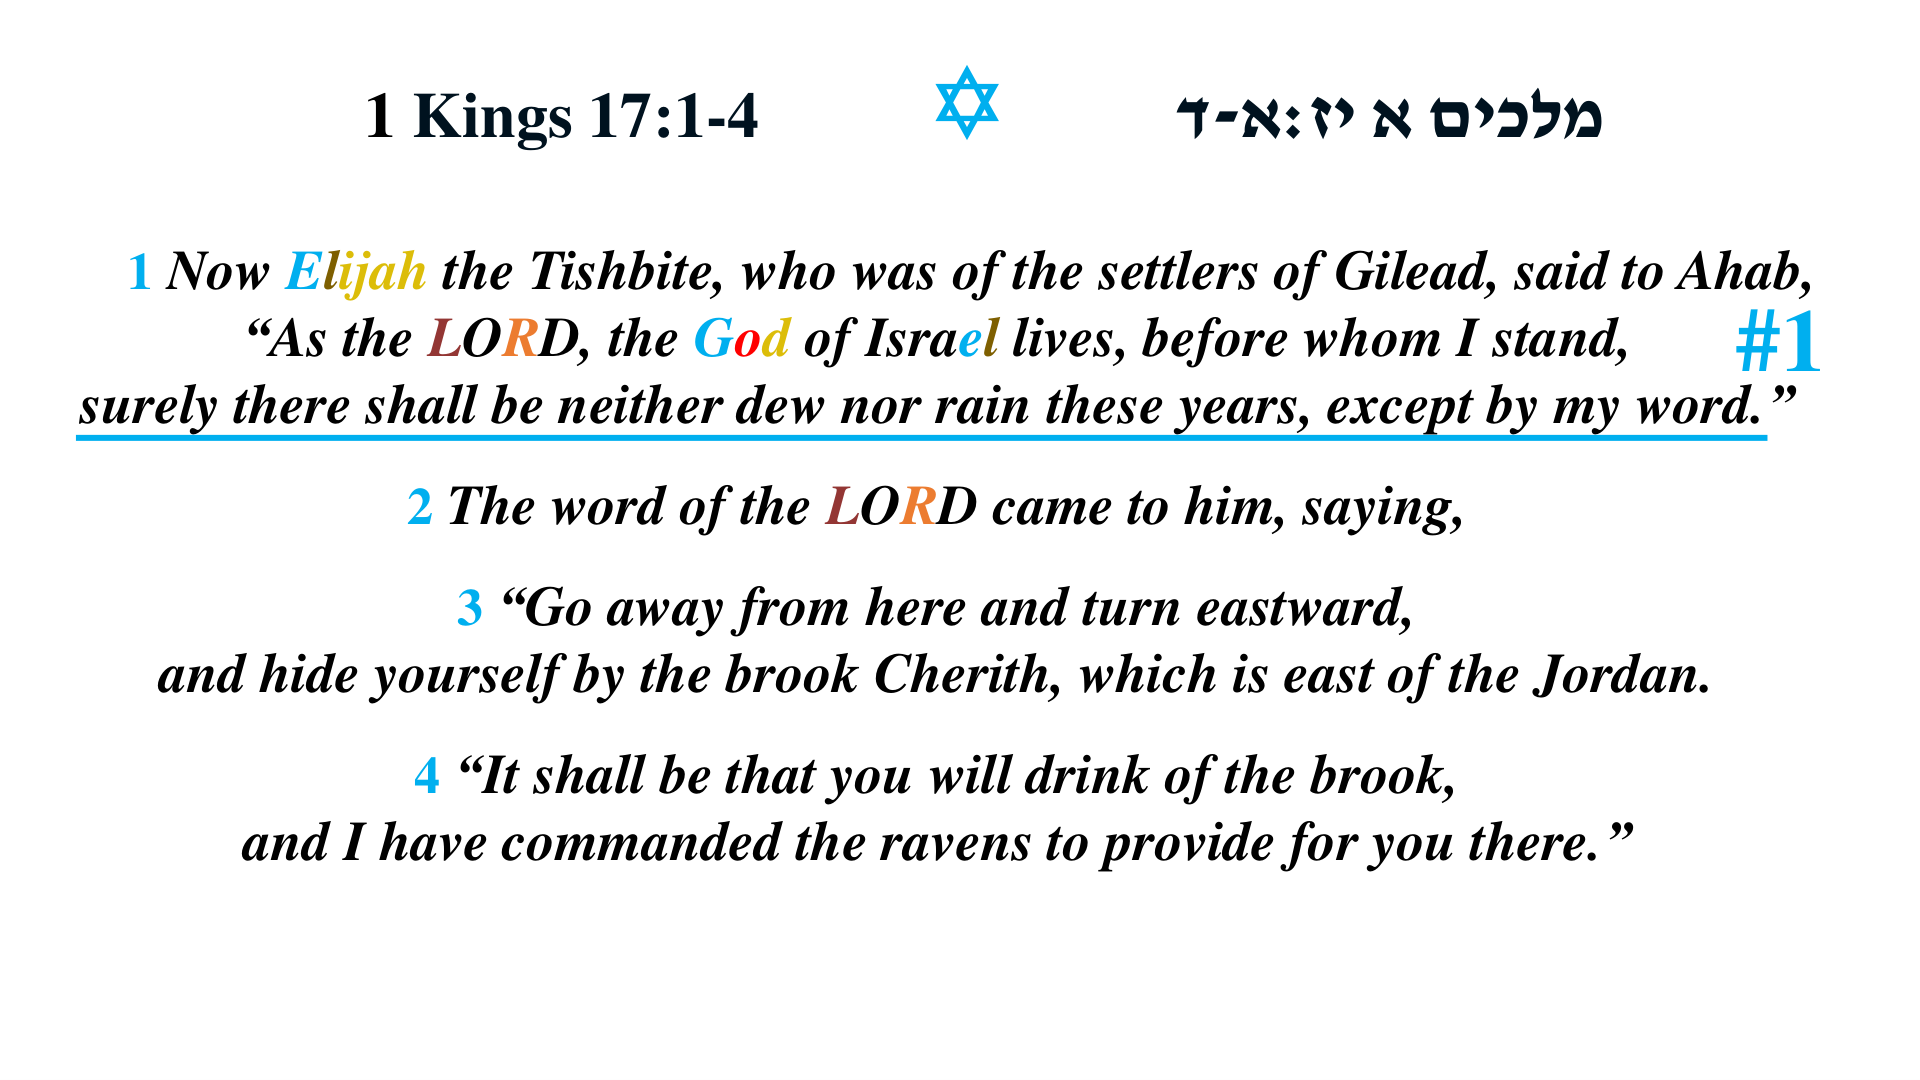 1 Kings 17:1-4 ✡ מלכים א יז:א-ד
1 Now Elijah the Tishbite, who was of the settlers of Gilead, said to Ahab,
“As the LORD, the God of Israel lives, before whom I stand,
#1
surely there shall be neither dew nor rain these years, except by my word.”
2 The word of the LORD came to him, saying,
3 “Go away from here and turn eastward,
and hide yourself by the brook Cherith, which is east of the Jordan.
4 “It shall be that you will drink of the brook,
and I have commanded the ravens to provide for you there.”